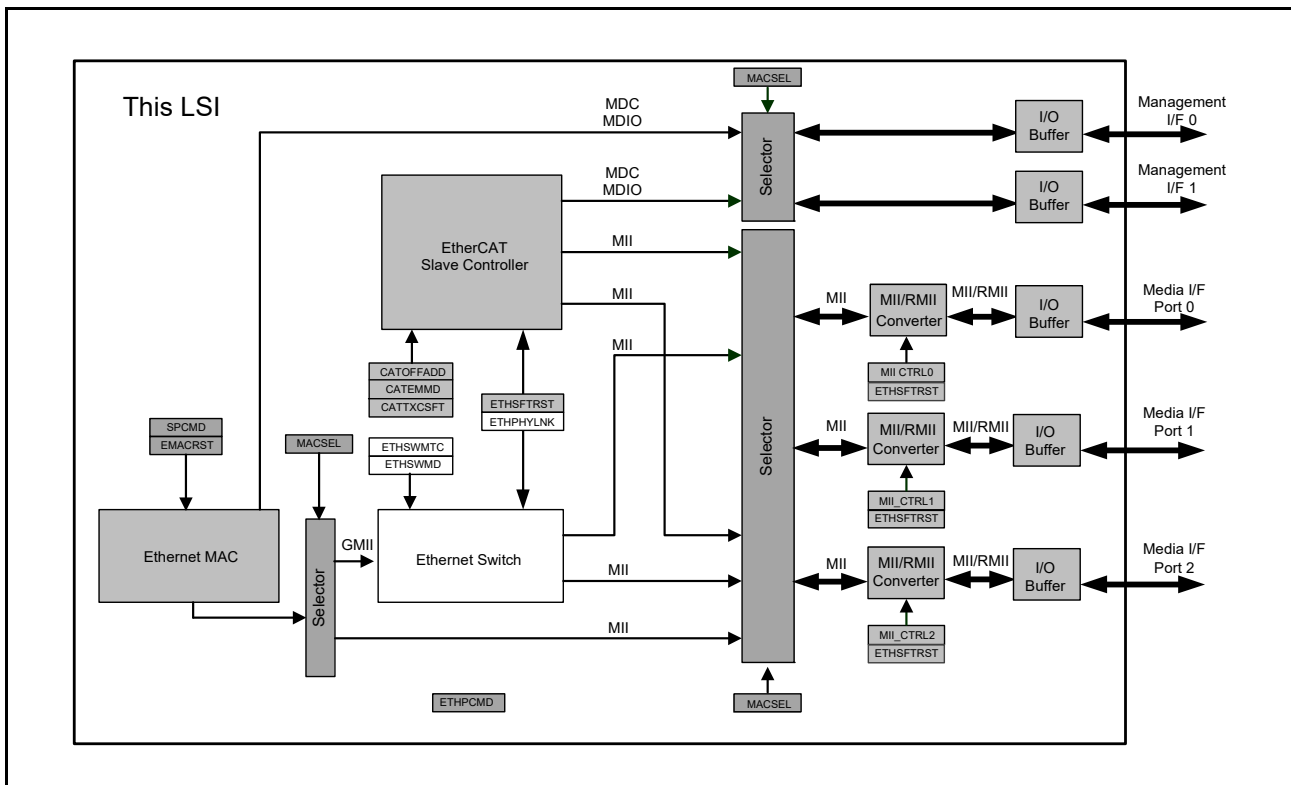 This LSI
MACSEL
MDC
MDIO
Selector
I/O
Buffer
Management
I/F 0
MDC
MDIO
I/O
Buffer
Management
I/F 1
EtherCAT
Slave Controller
MII
MII
MII
Selector
MII
MII/RMII
Converter
MII/RMII
I/O
Buffer
Media I/F
Port 0
MII CTRL0
ETHSFTRST
CATOFFADD
CATEMMD
CATTXCSFT
ETHSFTRST
ETHPHYLNK
MII
MII/RMII
Converter
MII/RMII
I/O
Buffer
Media I/F
Port 1
MII_CTRL1
ETHSFTRST
SPCMD
EMACRST
MACSEL
ETHSWMTC
ETHSWMD
Ethernet MAC
Selector
GMII
Ethernet Switch
MII
MII
MII
MII/RMII
Converter
MII/RMII
I/O
Buffer
Media I/F
Port 2
MII_CTRL2
ETHSFTRST
ETHPCMD
MACSEL